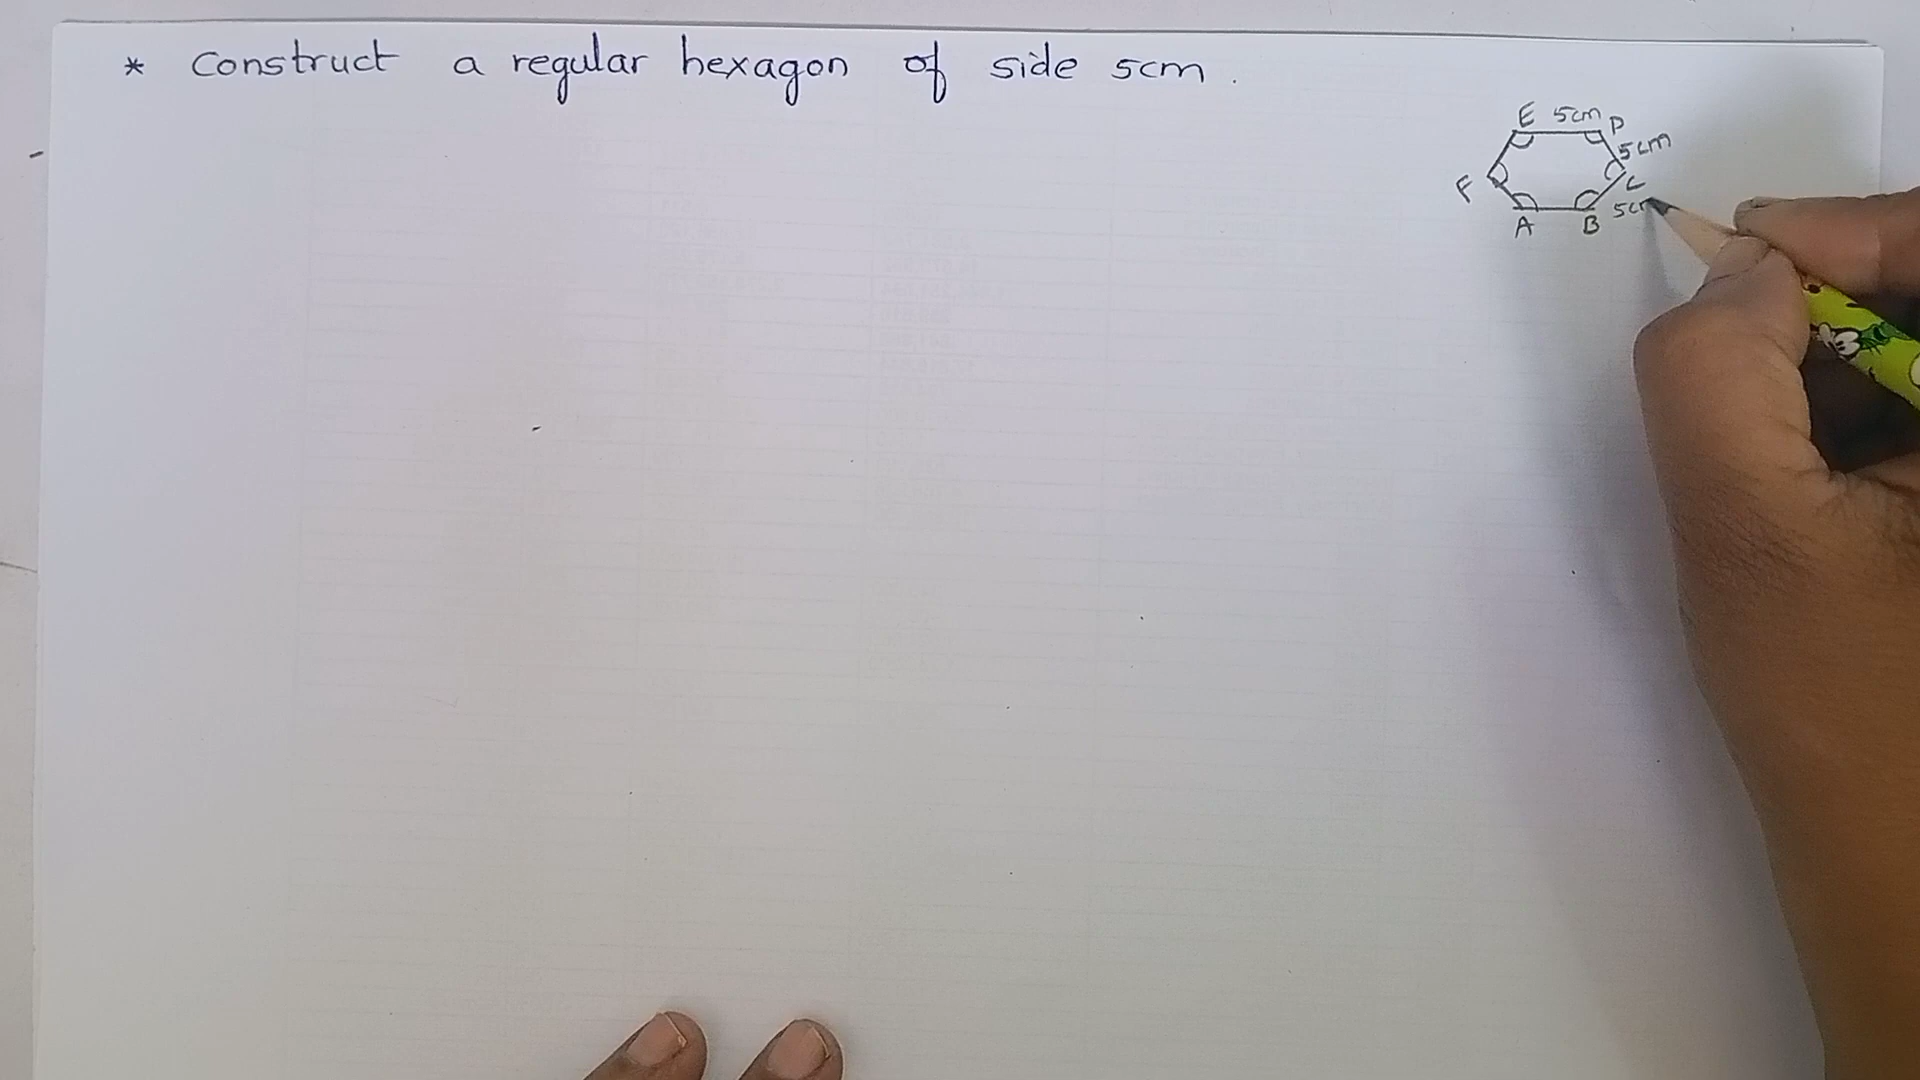 * Construct a regular hexagon of side 5cm.
E 5cm D
5cm
F C
A B